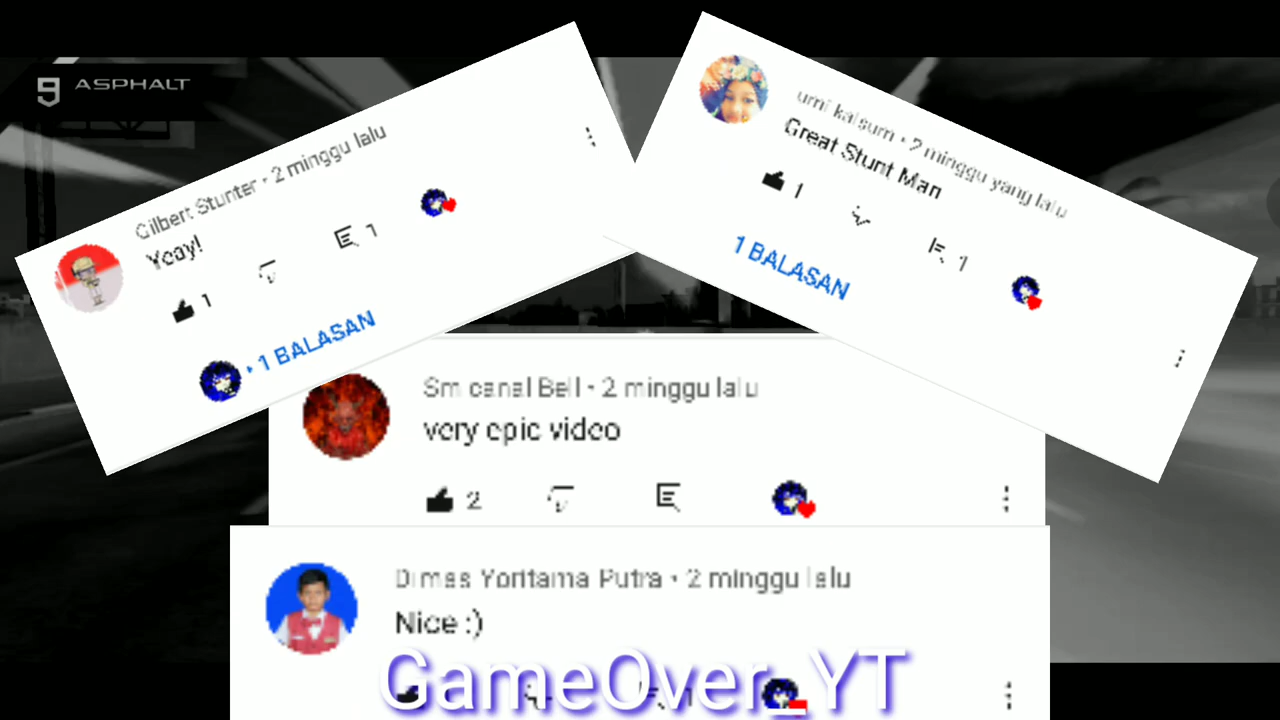 9 ASPHALT
Gilbert Stunter • 2 minggu lalu
Yeay!
1
1
1 BALASAN
umi kalsum • 2 minggu yang lalu
Great Stunt Man
1
1
1 BALASAN
Sm canal Bell • 2 minggu lalu
very epic video
2
Dimas Yoritama Putra • 2 minggu lalu
Nice :)
1
GameOver_YT